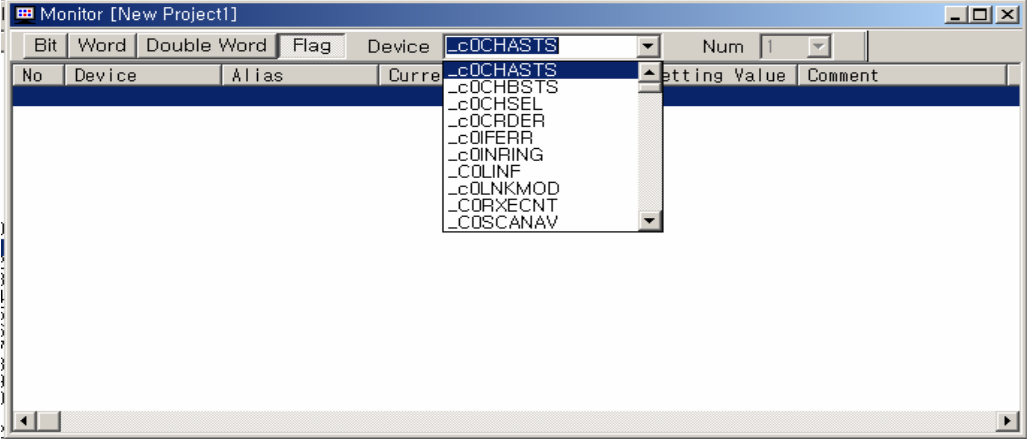 Monitor [New Project1]
Bit Word Double Word Flag Device _c0CHASTS Num 1
No Device Alias Curre etting Value Comment
_c0CHASTS
_c0CHBSTS
_c0CHSEL
_c0CRDER
_c0IFERR
_c0INRING
_C0LINF
_c0LNKMOD
_C0RXECNT
_C0SCANAV